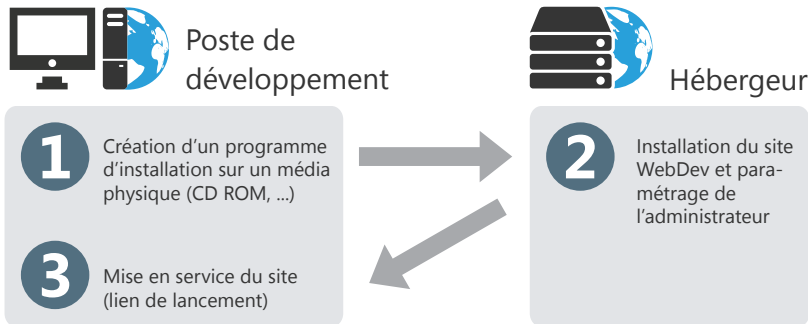 Poste de
développement
Hébergeur
1
Création d'un programme
d'installation sur un média
physique (CD ROM, ...)
2
Installation du site
WebDev et para-
métrage de
l'administrateur
3
Mise en service du site
(lien de lancement)